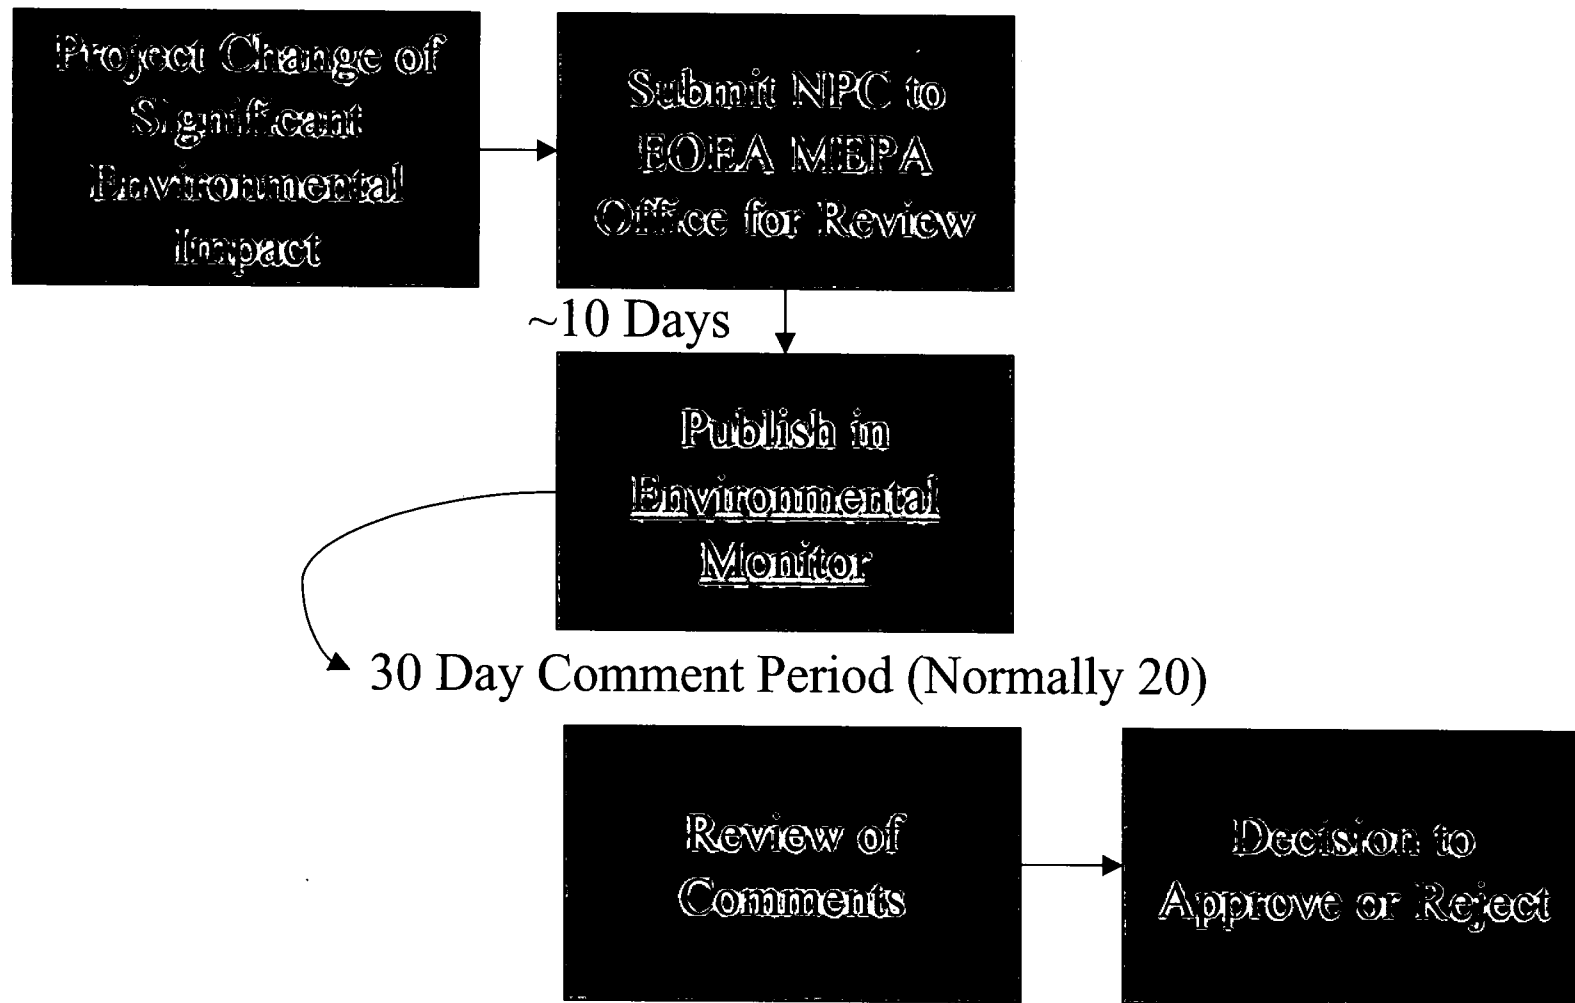 Project Change of
Significant
Environmental
Impact
Submit NPC to
EOEA MEPA
Office for Review
~10 Days
Publish in
Environmental
Monitor
30 Day Comment Period (Normally 20)
Review of
Comments
Decision to
Approve or Reject